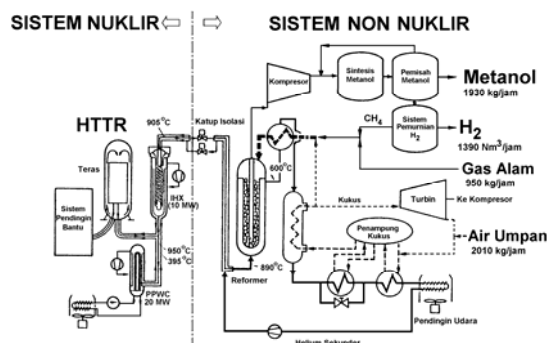 SISTEM NUKLIR
SISTEM NON NUKLIR
Kompresor
Sintesis
Metanol
Pemisah
Metanol
Metanol
1930 kg/jam
905°C
Katup Isolasi
CH4
Sistem
Pemurnian
H2
H2
1390 Nm3/jam
HTTR
Teras
600°C
Gas Alam
950 kg/jam
IHX
(10 MW)
Kukus
Turbin
Ke Kompresor
Sistem
Pendingin
Bantu
Penampung
Kukus
Air Umpan
2010 kg/jam
950°C
395°C
890°C
PPWC
20 MW
Reformer
Pendingin Udara
Helium Sekunder